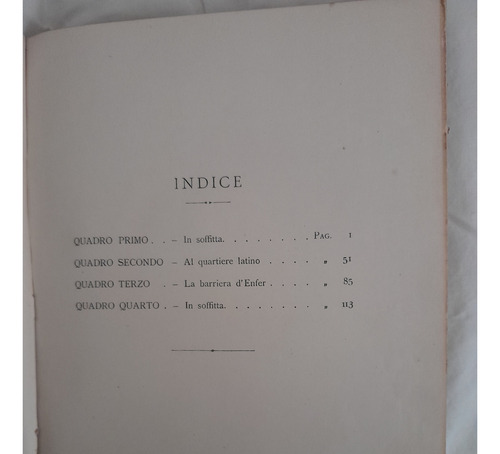 INDICE
QUADRO PRIMO . . — In soffitta. . . . . . . . Pag. 1
QUADRO SECONDO — Al quartiere latino . . . . „ 51
QUADRO TERZO . — La barriera d'Enfer . . . . „ 85
QUADRO QUARTO . — In soffitta. . . . . . . . „ 113